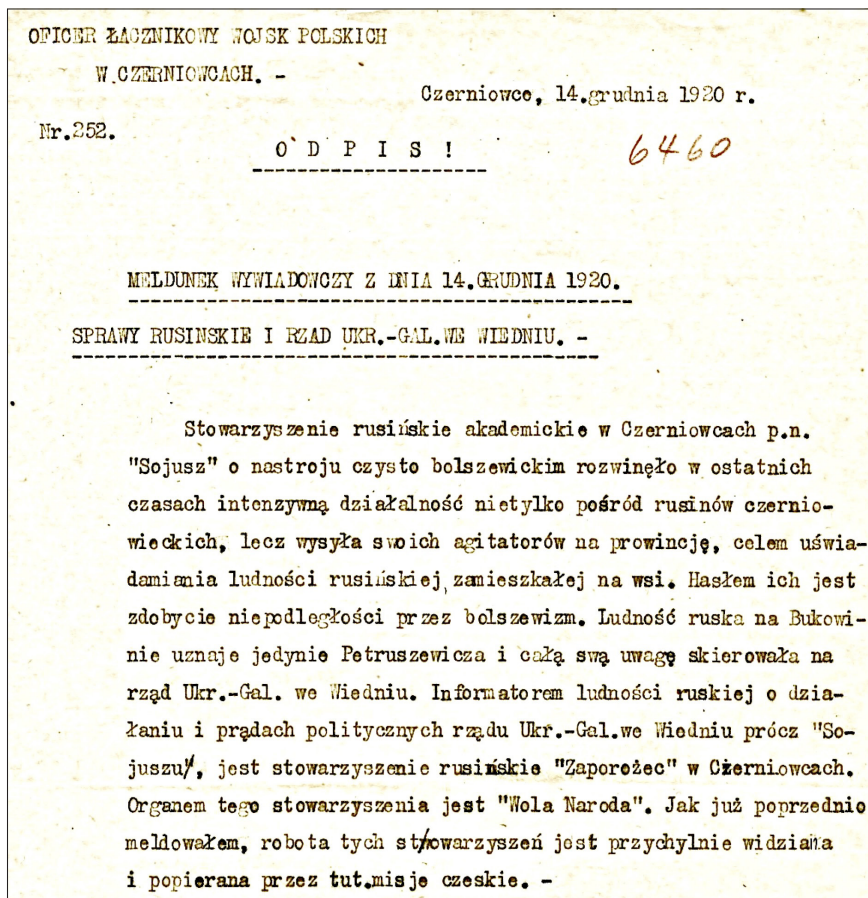 OFICER ŁACZNIKOWY WOJSK POLSKICH
W.CZERNIOWCACH. -
Czerniowce, 14.grudnia 1920 r.
Nr.252.
O D P I S !
6460
MELDUNEK WYWIADOWCZY Z DNIA 14.GRUDNIA 1920.
SPRAWY RUSINSKIE I RZAD UKR.-GAL.WE WIEDNIU. -
Stowarzyszenie rusińskie akademickie w Czerniowcach p.n.
"Sojusz" o nastroju czysto bolszewickim rozwinęło w ostatnich
czasach intenzywną działalność nietylko pośród rusinów czernio-
wieckich, lecz wysyła swoich agitatorów na prowincję, celem uświa-
damiania ludności rusińskiej, zamieszkałej na wsi. Hasłem ich jest
zdobycie niepodległości przez bolszewizm. Ludność ruska na Bukowi-
nie uznaje jedynie Petruszewicza i całą swą uwagę skierowała na
rząd Ukr.-Gal. we Wiedniu. Informatorem ludności ruskiej o dzia-
łaniu i prądach politycznych rządu Ukr.-Gal.we Wiedniu prócz "So-
juszu", jest stowarzyszenie rusińskie "Zaporożec" w Czerniowcach.
Organem tego stowarzyszenia jest "Wola Naroda". Jak już poprzednio
meldowałem, robota tych stowarzyszeń jest przychylnie widziana
i popierana przez tut.misje czeskie. -